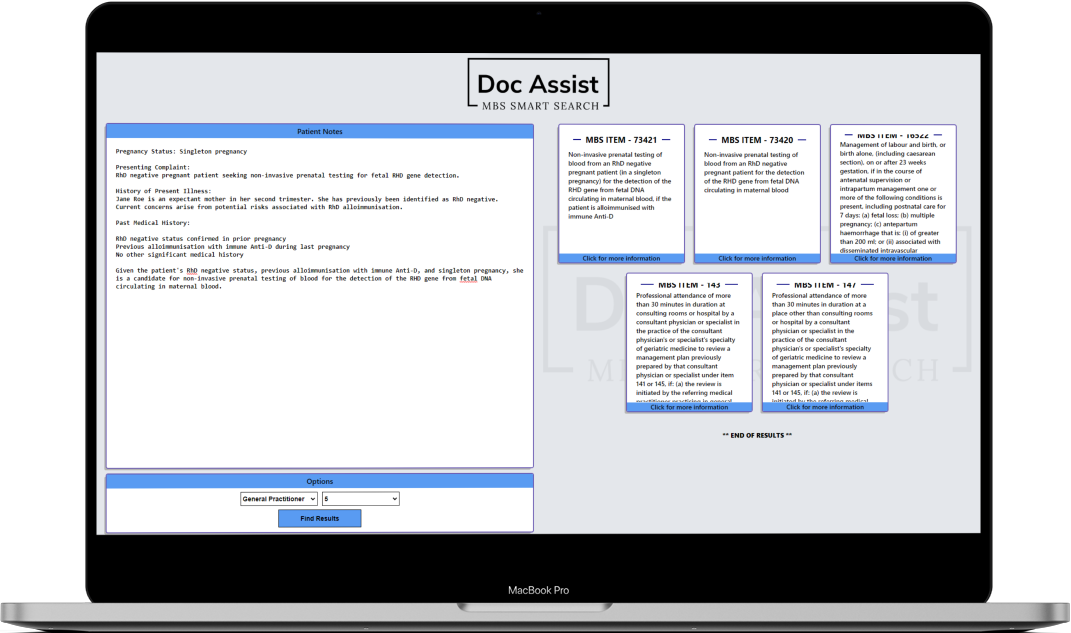 Doc Assist
MBS SMART SEARCH
Patient Notes
Pregnancy Status: Singleton pregnancy
Presenting Complaint:
RhD negative pregnant patient seeking non-invasive prenatal testing for fetal RHD gene detection.
History of Present Illness:
Jane Roe is an expectant mother in her second trimester. She has previously been identified as RhD negative.
Current concerns arise from potential risks associated with RhD alloimmunisation.
Past Medical History:
RhD negative status confirmed in prior pregnancy
Previous alloimmunisation with immune Anti-D during last pregnancy
No other significant medical history
Given the patient's RhD negative status, previous alloimmunisation with immune Anti-D, and singleton pregnancy, she
is a candidate for non-invasive prenatal testing of blood for the detection of the RHD gene from fetal DNA
circulating in maternal blood.
Options
General Practitioner
5
Find Results
MBS ITEM - 73421
Non-invasive prenatal testing of
blood from an RhD negative
pregnant patient (in a singleton
pregnancy) for the detection of the
RHD gene from fetal DNA
circulating in maternal blood, if the
patient is alloimmunised with
immune Anti-D
Click for more information
MBS ITEM - 73420
Non-invasive prenatal testing of
blood from an RhD negative
pregnant patient for the detection
of the RHD gene from fetal DNA
circulating in maternal blood
Click for more information
MBS ITEM - 16522
Management of labour and birth, or
birth alone, (including caesarean
section), on or after 23 weeks
gestation, if in the course of
antenatal supervision or
intrapartum management one or
more of the following conditions is
present, including postnatal care for
7 days: (a) fetal loss; (b) multiple
pregnancy; (c) antepartum
haemorrhage that is: (i) of greater
than 200 ml; or (ii) associated with
disseminated intravascular
Click for more information
MBS ITEM - 143
Professional attendance of more
than 30 minutes in duration at
consulting rooms or hospital by a
consultant physician or specialist in
the practice of the consultant
physician's or specialist's specialty
of geriatric medicine to review a
management plan previously
prepared by that consultant
physician or specialist under item
141 or 145, if: (a) the review is
initiated by the referring medical
practitioner practising in general
Click for more information
MBS ITEM - 147
Professional attendance of more
than 30 minutes in duration at a
place other than consulting rooms
or hospital by a consultant
physician or specialist in the
practice of the consultant
physician's or specialist's specialty
of geriatric medicine to review a
management plan previously
prepared by that consultant
physician or specialist under items
141 or 145, if: (a) the review is
initiated by the referring medical
Click for more information
** END OF RESULTS **
MacBook Pro